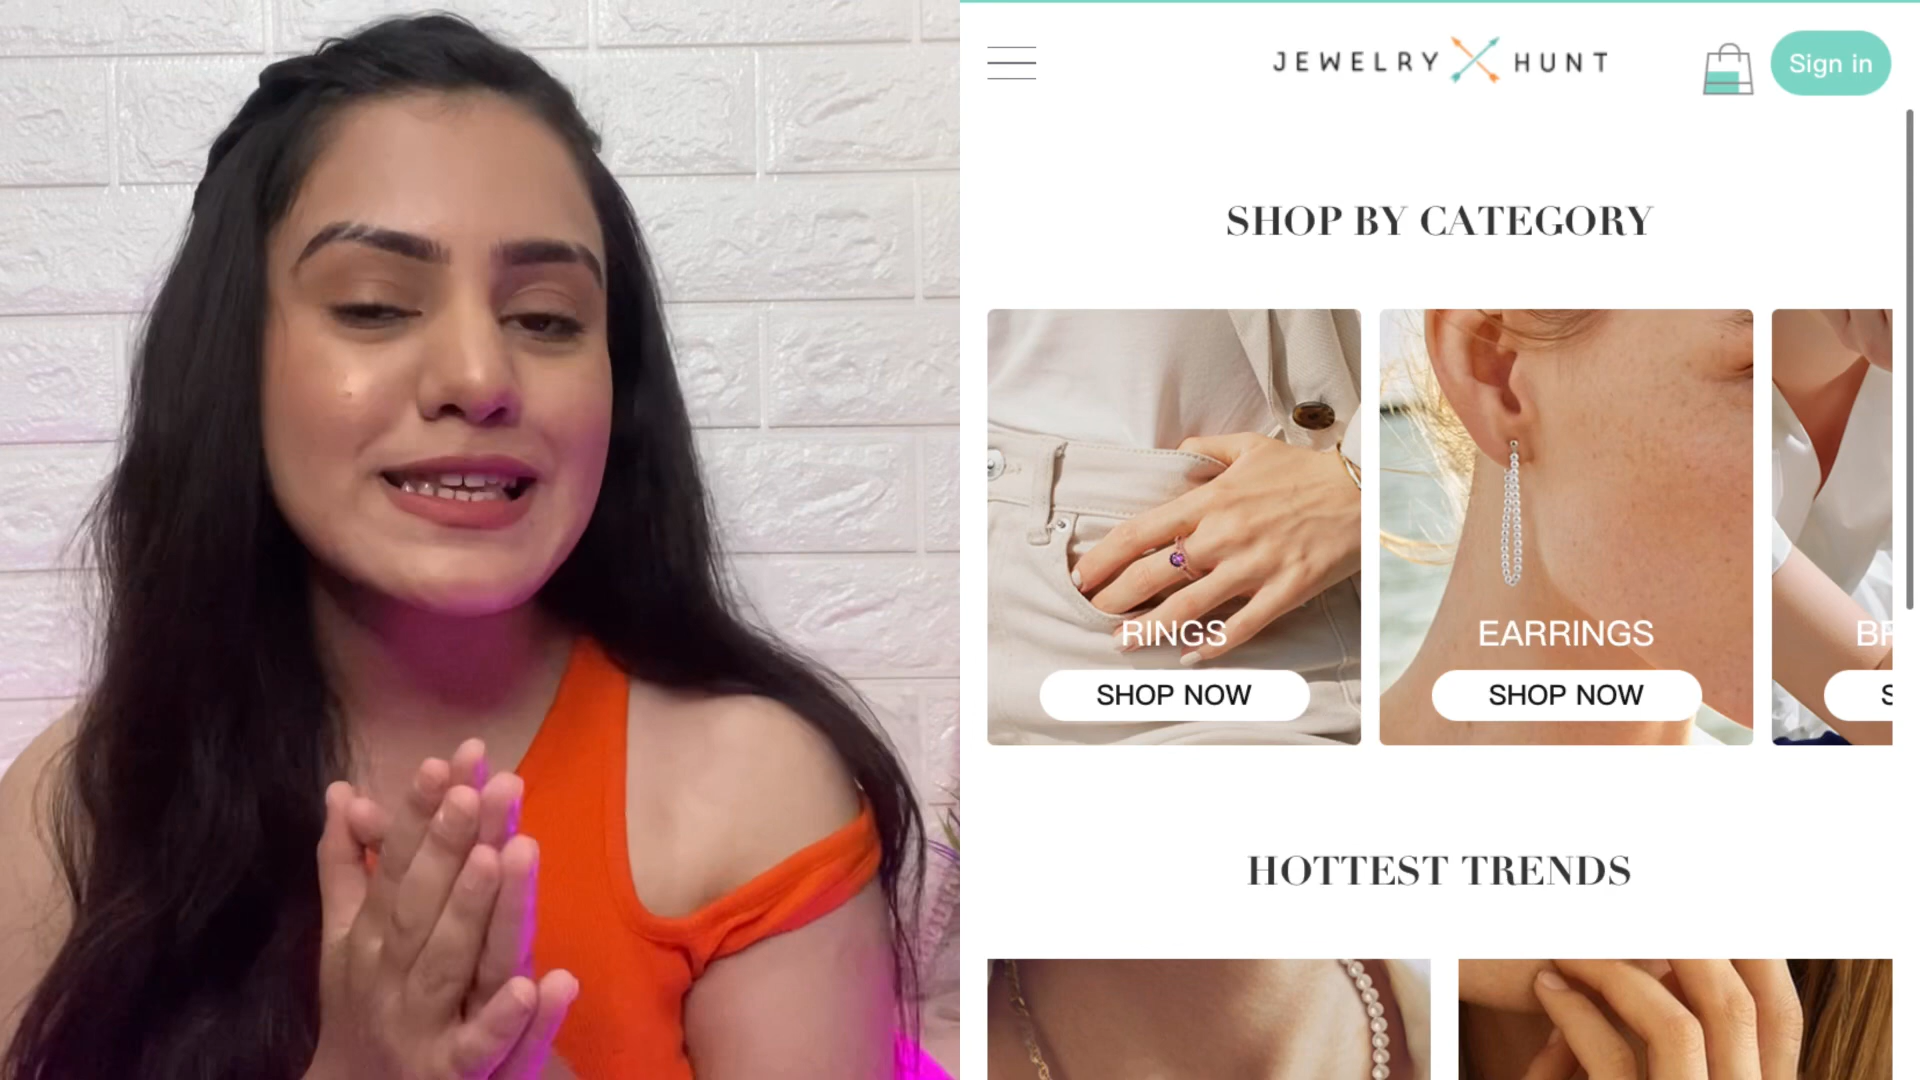 JEWELRY HUNT
Sign in
SHOP BY CATEGORY
RINGS
SHOP NOW
EARRINGS
SHOP NOW
HOTTEST TRENDS